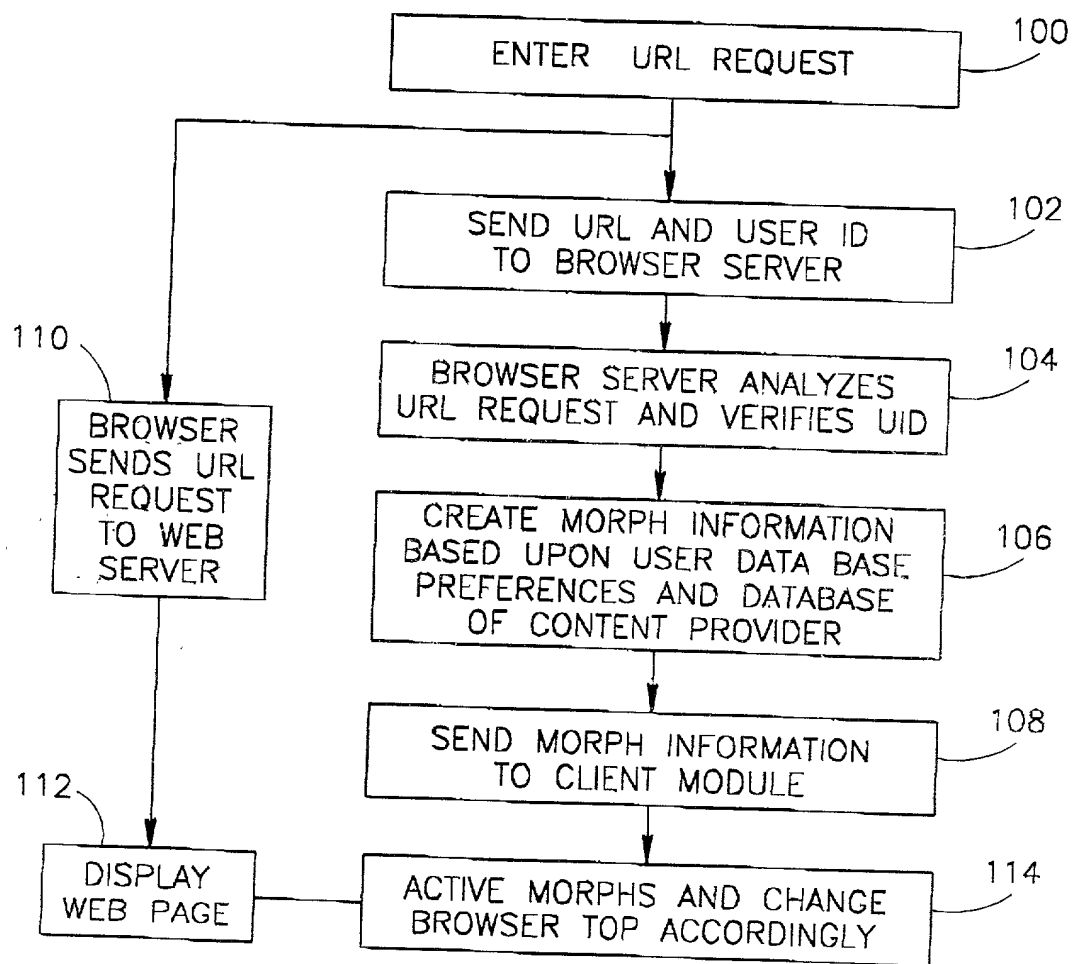 100
ENTER URL REQUEST
102
SEND URL AND USER ID
TO BROWSER SERVER
110
104
BROWSER SERVER ANALYZES
URL REQUEST AND VERIFIES UID
BROWSER
SENDS URL
REQUEST
TO WEB
SERVER
106
CREATE MORPH INFORMATION
BASED UPON USER DATA BASE
PREFERENCES AND DATABASE
OF CONTENT PROVIDER
108
SEND MORPH INFORMATION
TO CLIENT MODULE
112
DISPLAY
WEB PAGE
114
ACTIVE MORPHS AND CHANGE
BROWSER TOP ACCORDINGLY